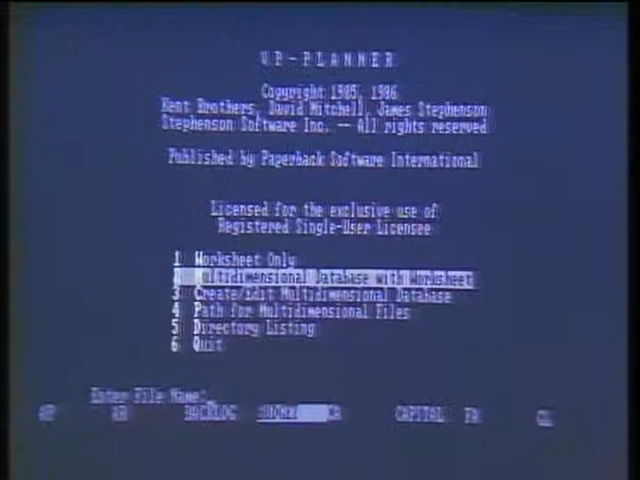 VP-PLANNER
Copyright 1985, 1986
Kent Brothers, David Mitchell, James Stephenson
Stephenson Software Inc. -- All rights reserved
Published by Paperback Software International
Licensed for the exclusive use of
Registered Single-User Licensee
1 Worksheet Only
2 Multidimensional Database with Worksheet
3 Create/Edit Multidimensional Database
4 Path for Multidimensional Files
5 Directory Listing
6 Quit
Enter File Name:
BACKLOG CAPITAL